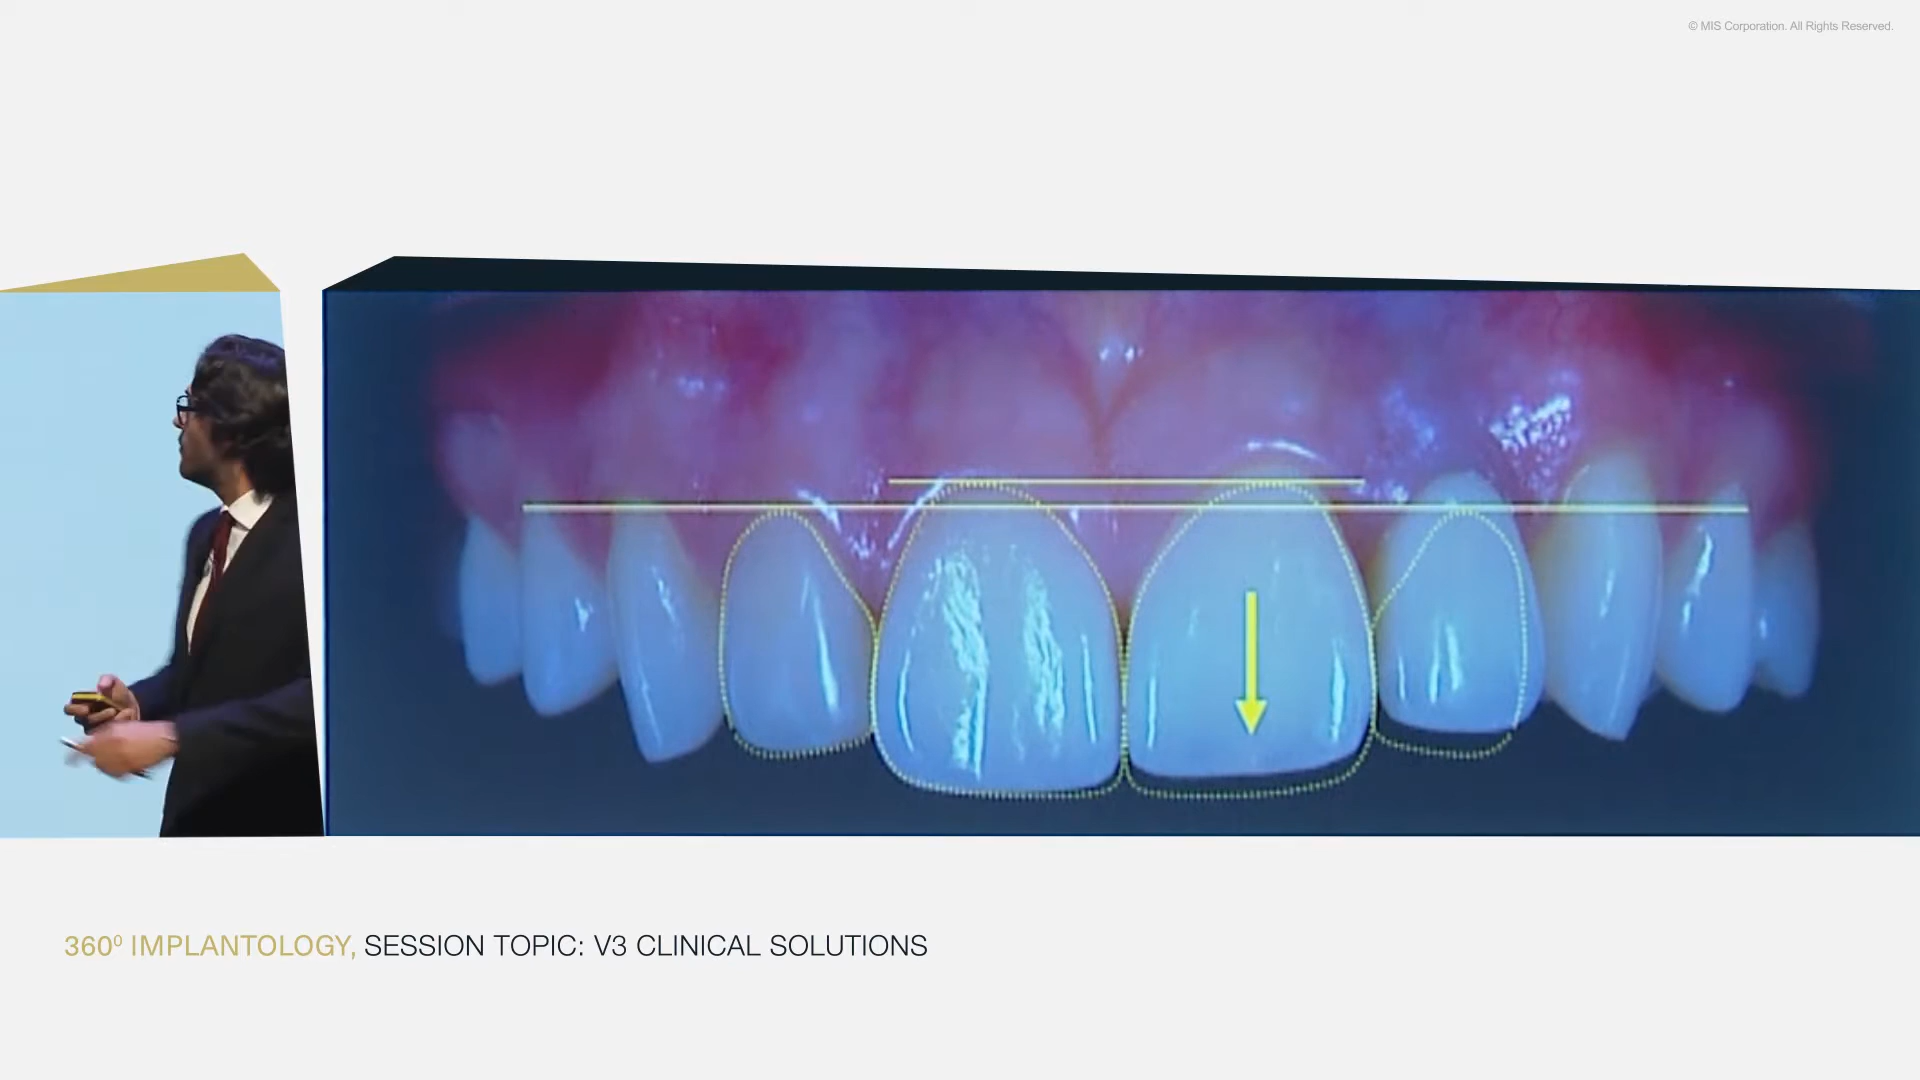 © MIS Corporation. All Rights Reserved.
360⁰ IMPLANTOLOGY, SESSION TOPIC: V3 CLINICAL SOLUTIONS